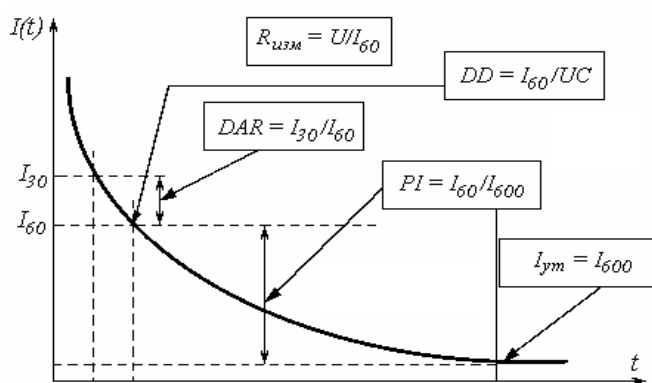 I(t)
R_изм = U/I_60
DD = I_60/UC
DAR = I_30/I_60
I_30
PI = I_60/I_600
I_60
I_ут = I_600
t